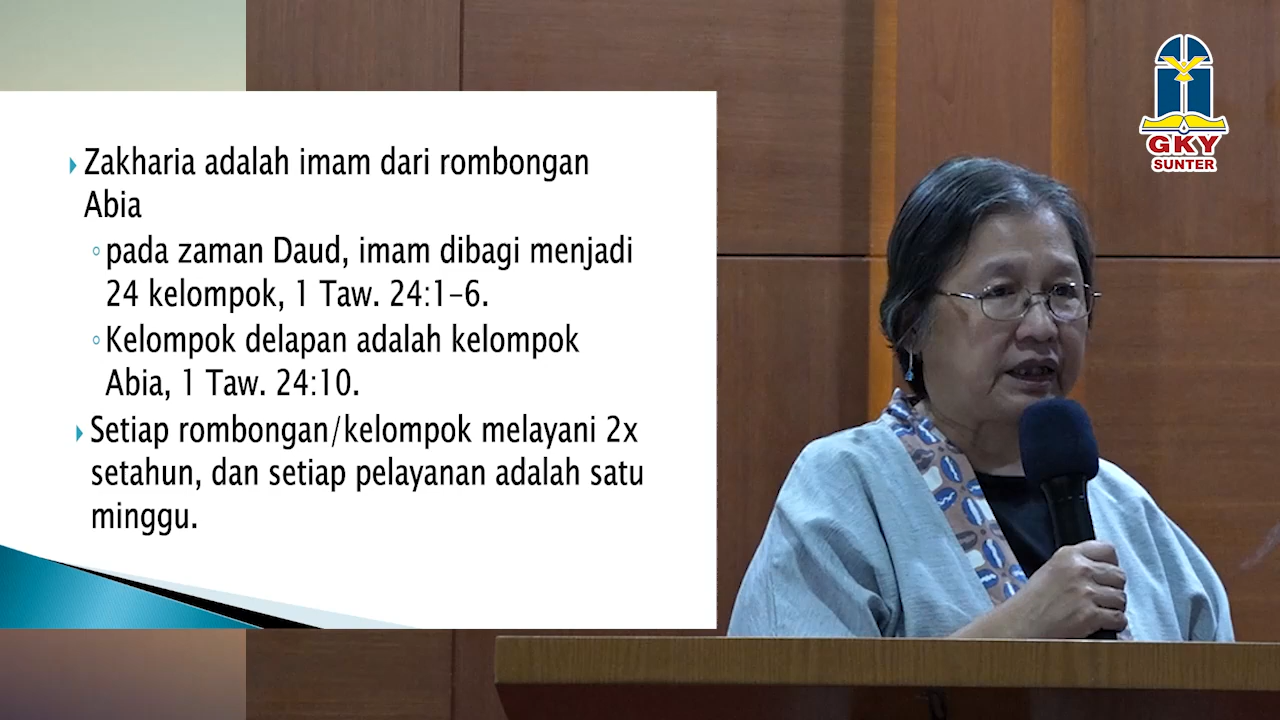 Zakharia adalah imam dari rombongan
Abia
pada zaman Daud, imam dibagi menjadi
24 kelompok, 1 Taw. 24:1-6.
Kelompok delapan adalah kelompok
Abia, 1 Taw. 24:10.
Setiap rombongan/kelompok melayani 2x
setahun, dan setiap pelayanan adalah satu
minggu.
GKY
SUNTER